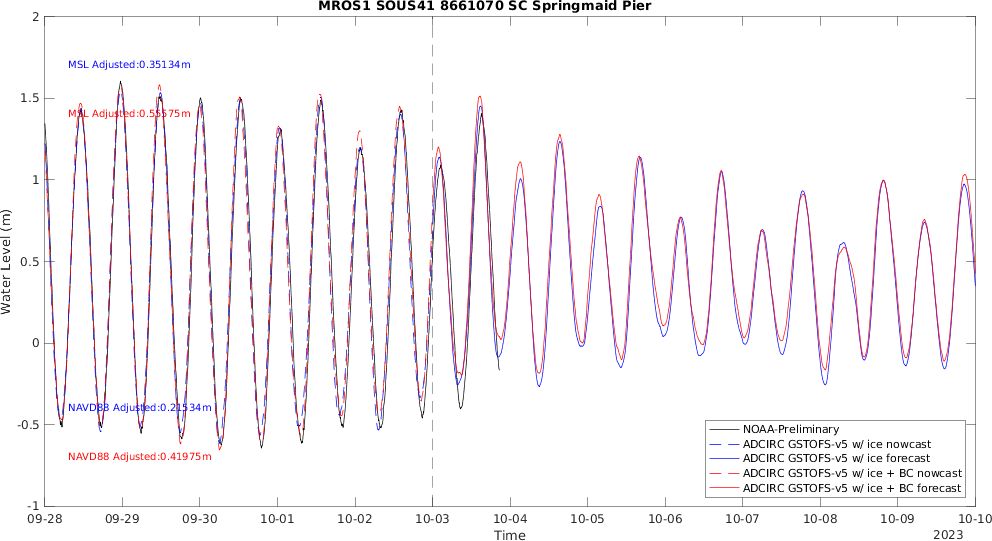 MROS1 SOUS41 8661070 SC Springmaid Pier
2
1.5
1
0.5
0
-0.5
-1
Water Level (m)
MSL Adjusted:0.35134m
MSL Adjusted:0.55575m
NAVD88 Adjusted:0.21534m
NAVD88 Adjusted:0.41975m
NOAA-Preliminary
ADCIRC GSTOFS-v5 w/ ice nowcast
ADCIRC GSTOFS-v5 w/ ice forecast
ADCIRC GSTOFS-v5 w/ ice + BC nowcast
ADCIRC GSTOFS-v5 w/ ice + BC forecast
09-28 09-29 09-30 10-01 10-02 10-03 10-04 10-05 10-06 10-07 10-08 10-09 10-10
Time
2023